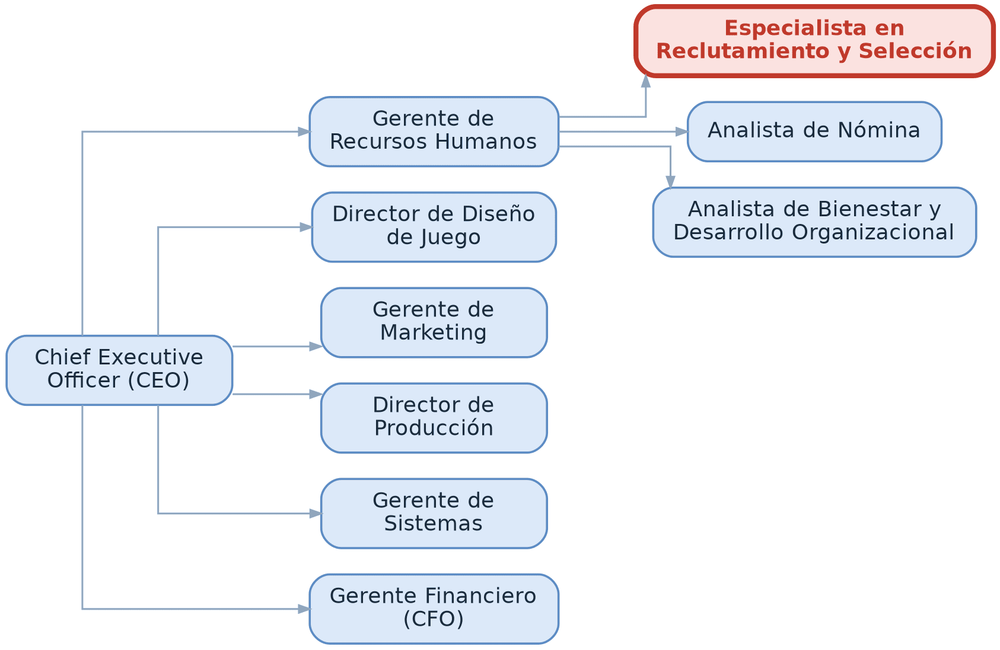 Especialista en
Reclutamiento y Selección
Gerente de
Recursos Humanos
Analista de Nómina
Analista de Bienestar y
Desarrollo Organizacional
Director de Diseño
de Juego
Gerente de
Marketing
Chief Executive
Officer (CEO)
Director de
Producción
Gerente de
Sistemas
Gerente Financiero
(CFO)